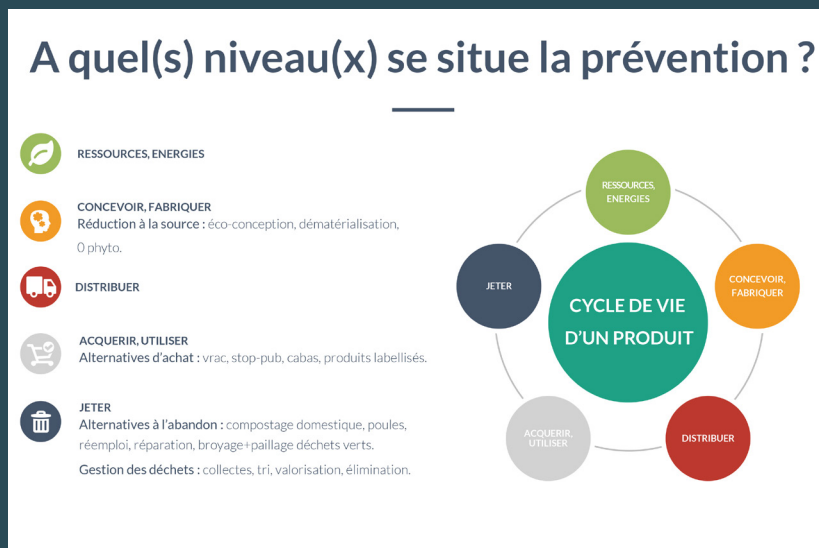 A quel(s) niveau(x) se situe la prévention ?
RESSOURCES, ENERGIES
CONCEVOIR, FABRIQUER
Réduction à la source : éco-conception, dématérialisation,
0 phyto.
DISTRIBUER
ACQUERIR, UTILISER
Alternatives d'achat : vrac, stop-pub, cabas, produits labellisés.
JETER
Alternatives à l'abandon : compostage domestique, poules,
réemploi, réparation, broyage+paillage déchets verts.
Gestion des déchets : collectes, tri, valorisation, élimination.
RESSOURCES,
ENERGIES
CONCEVOIR,
FABRIQUER
DISTRIBUER
ACQUERIR,
UTILISER
JETER
CYCLE DE VIE
D'UN PRODUIT